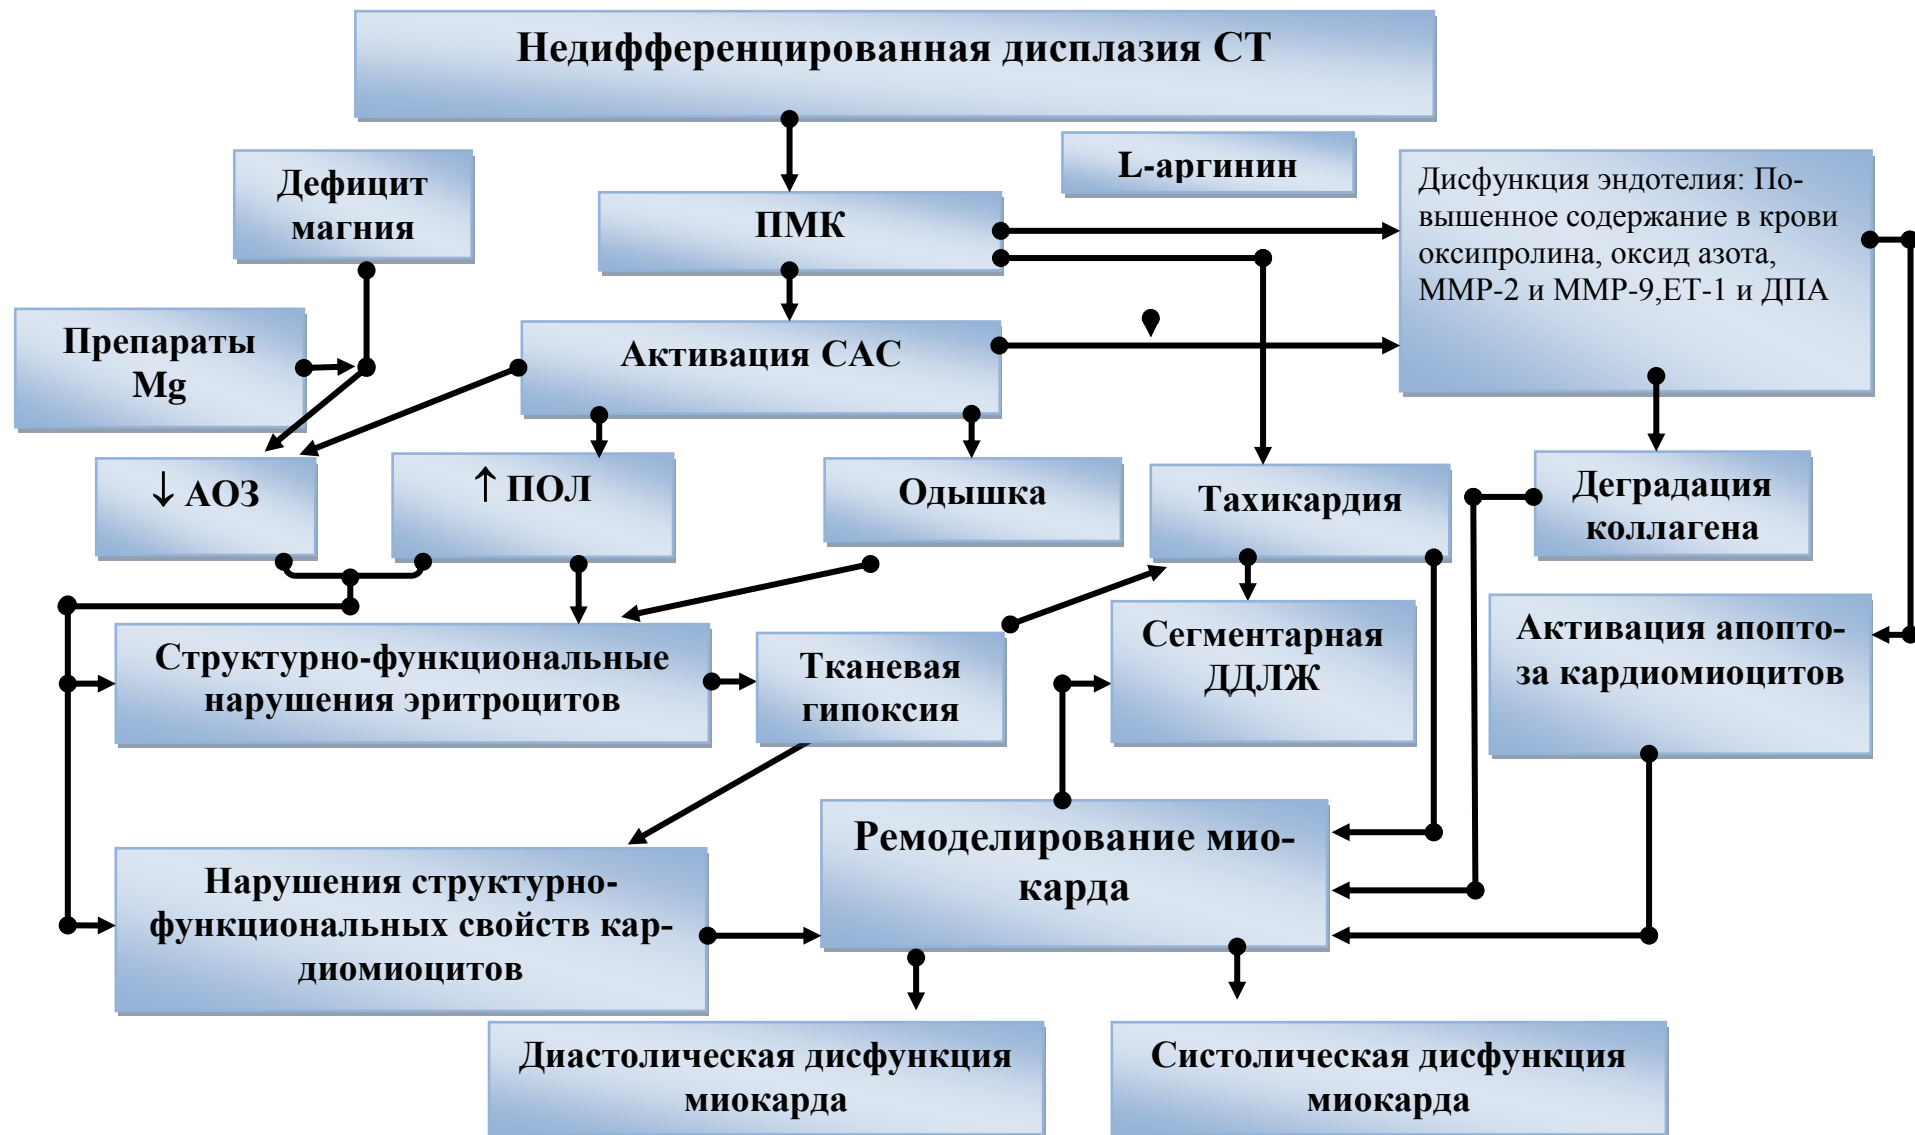 Недифференцированная дисплазия СТ
L-аргинин
Дефицит
магния
ПМК
Дисфункция эндотелия: По-
вышенное содержание в крови
оксипролина, оксид азота,
ММР-2 и ММР-9,ЕТ-1 и ДПА
Препараты
Mg
Активация САС
↓ АОЗ
↑ ПОЛ
Одышка
Тахикардия
Деградация
коллагена
Структурно-функциональные
нарушения эритроцитов
Тканевая
гипоксия
Сегментарная
ДДЛЖ
Активация апопто-
за кардиомиоцитов
Ремоделирование мио-
карда
Нарушения структурно-
функциональных свойств кар-
диомиоцитов
Диастолическая дисфункция
миокарда
Систолическая дисфункция
миокарда